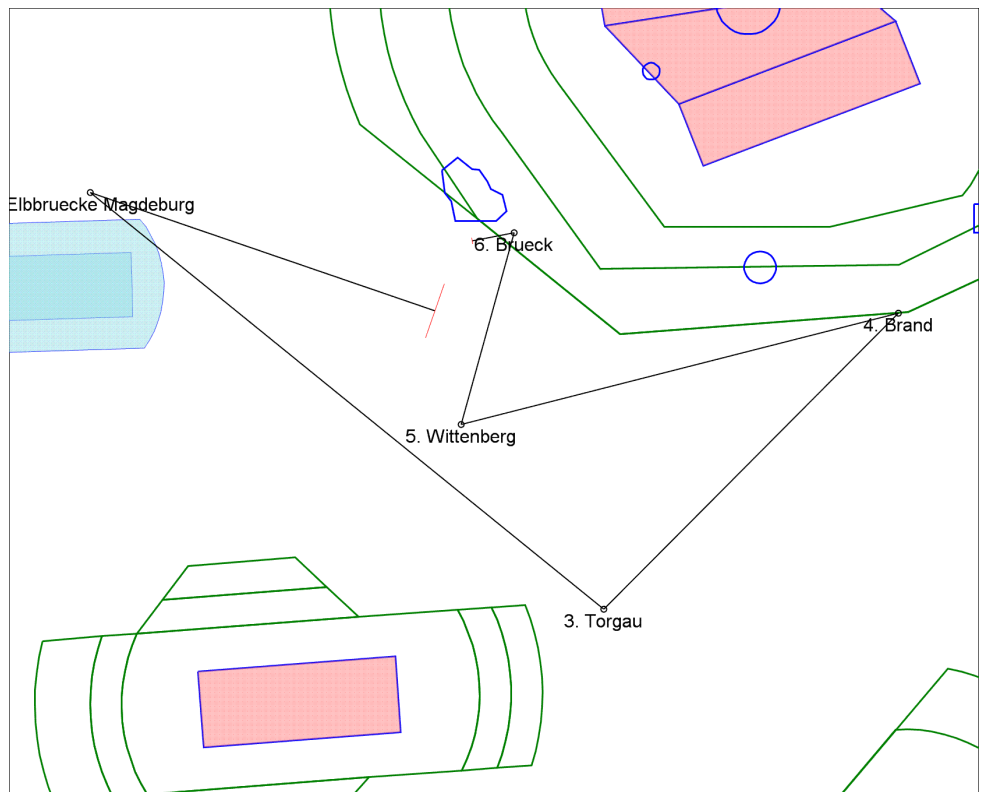 Elbbruecke Magdeburg
6. Brueck
4. Brand
5. Wittenberg
3. Torgau